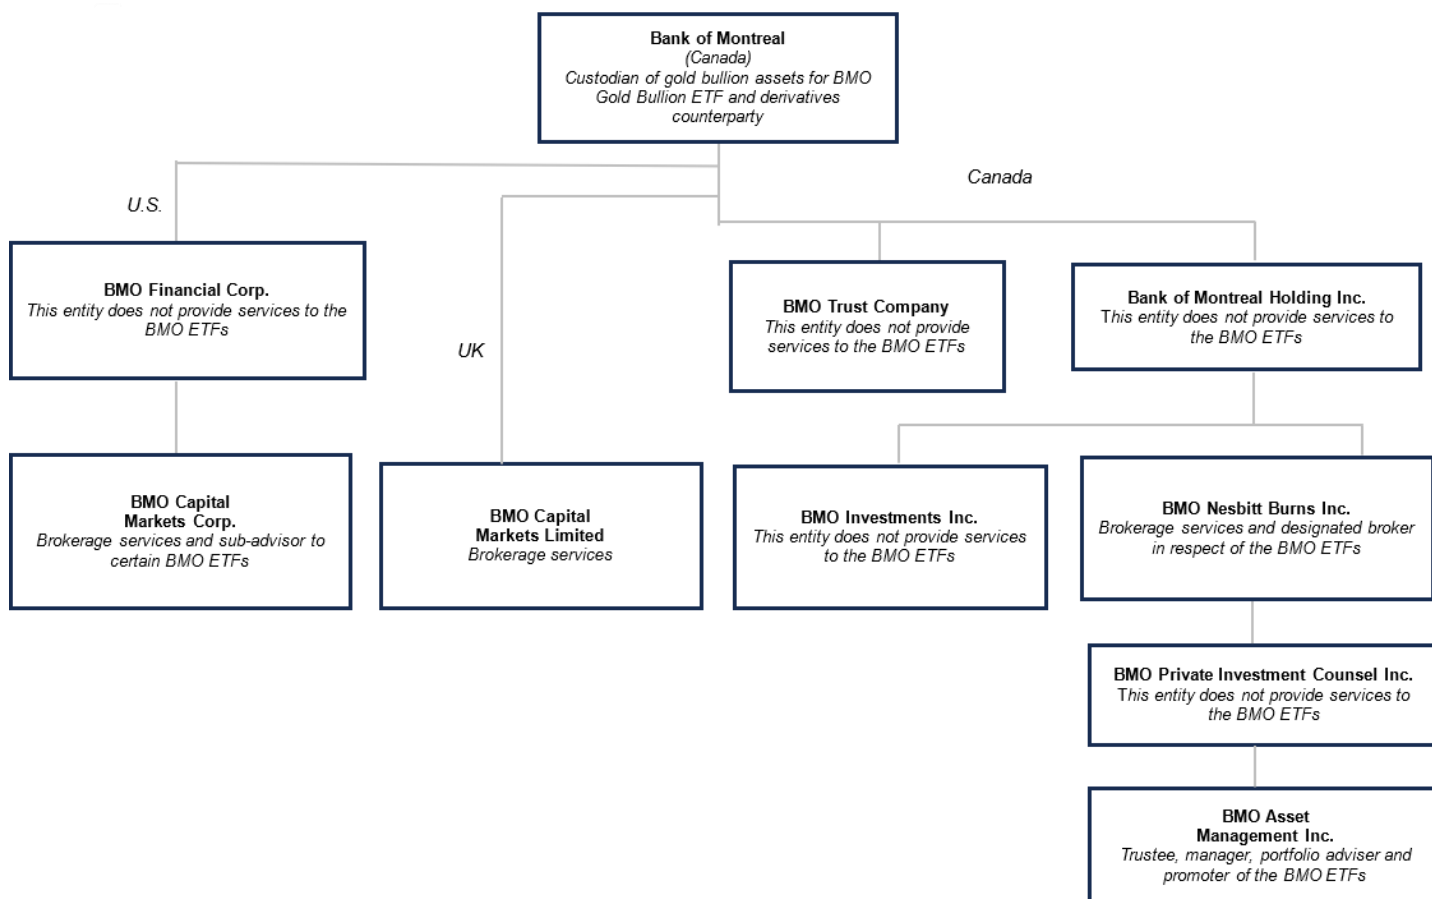 Bank of Montreal
(Canada)
Custodian of gold bullion assets for BMO
Gold Bullion ETF and derivatives
counterparty
Canada
U.S.
BMO Financial Corp.
This entity does not provide services to the
BMO ETFs
UK
BMO Trust Company
This entity does not provide
services to the BMO ETFs
Bank of Montreal Holding Inc.
This entity does not provide services to
the BMO ETFs
BMO Capital
Markets Corp.
Brokerage services and sub-advisor to
certain BMO ETFs
BMO Capital
Markets Limited
Brokerage services
BMO Investments Inc.
This entity does not provide services
to the BMO ETFs
BMO Nesbitt Burns Inc.
Brokerage services and designated broker
in respect of the BMO ETFs
BMO Private Investment Counsel Inc.
This entity does not provide services to
the BMO ETFs
BMO Asset
Management Inc.
Trustee, manager, portfolio adviser and
promoter of the BMO ETFs